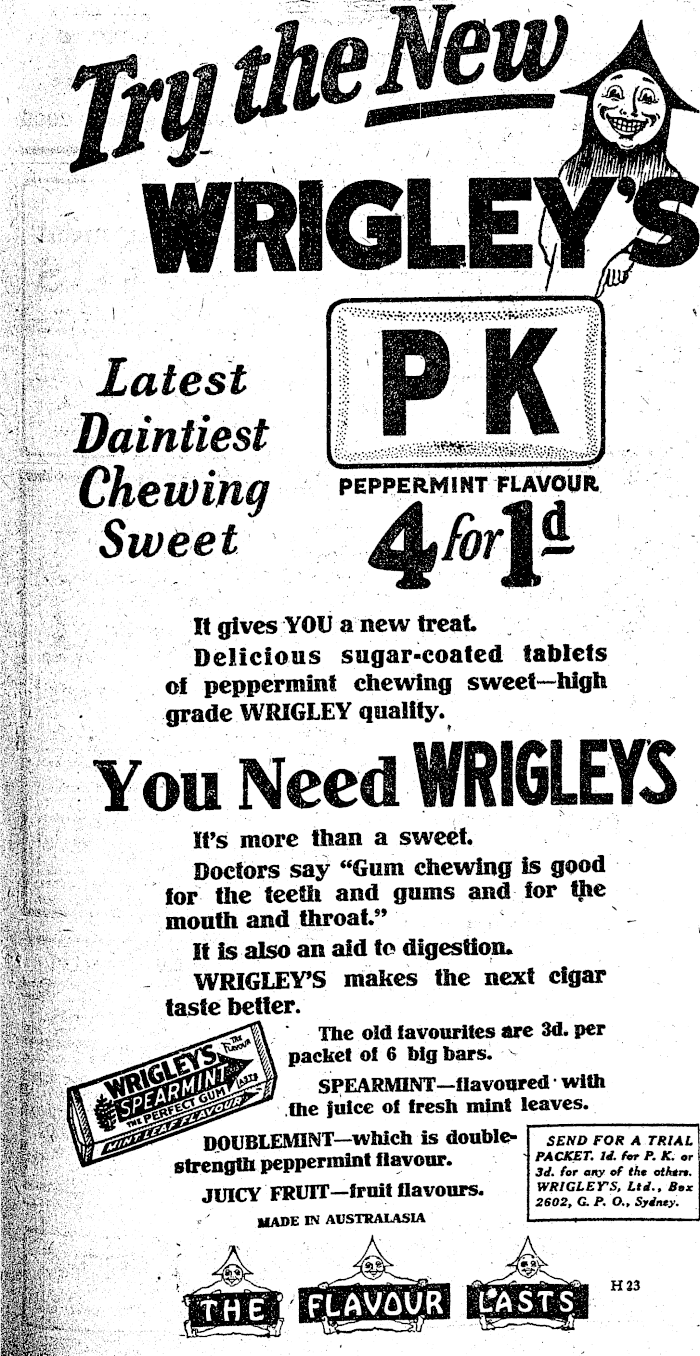 Try the New
WRIGLEY'S
P K
Latest
Daintiest
Chewing
Sweet
PEPPERMINT FLAVOUR
4 for 1d
It gives YOU a new treat.
Delicious sugar-coated tablets
of peppermint chewing sweet—high
grade WRIGLEY quality.
You Need WRIGLEY'S
It's more than a sweet.
Doctors say “Gum chewing is good
for the teeth and gums and for the
mouth and throat.”
It is also an aid to digestion.
WRIGLEY'S makes the next cigar
taste better.
The old favourites are 3d. per
packet of 6 big bars.
SPEARMINT—flavoured with
the juice of fresh mint leaves.
WRIGLEY'S
SPEARMINT
THE PERFECT GUM
MINT LEAF FLAVOUR
THE FLAVOUR
LASTS
DOUBLEMINT—which is double-
strength peppermint flavour.
JUICY FRUIT—fruit flavours.
MADE IN AUSTRALASIA
SEND FOR A TRIAL
PACKET. 1d. for P. K. or
3d. for any of the others.
WRIGLEY'S, Ltd., Box
2602, G. P. O., Sydney.
THE FLAVOUR LASTS
H 23